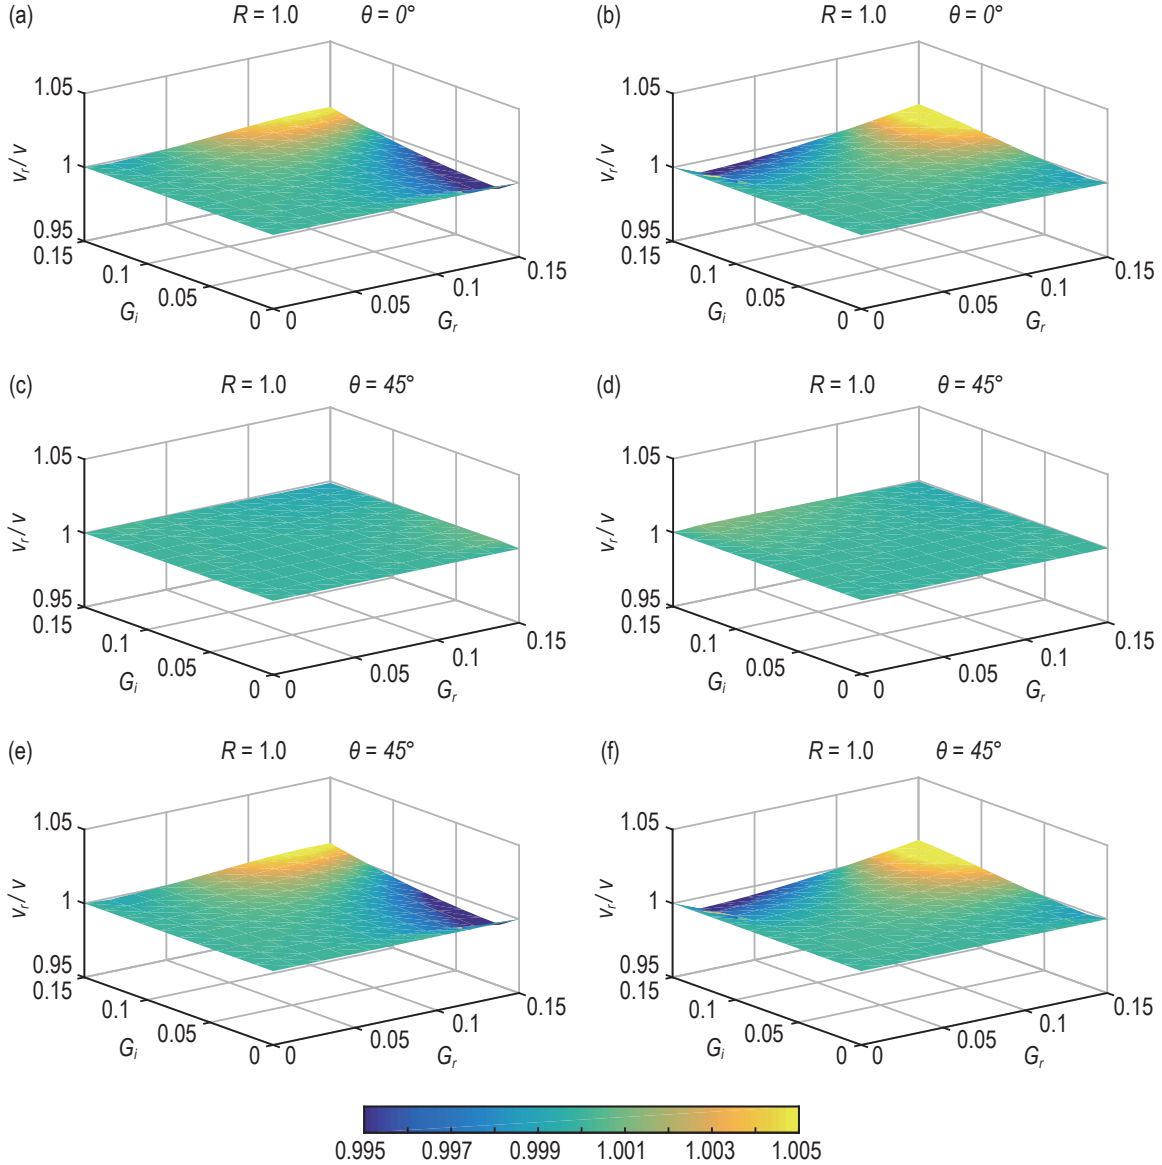 (a) R = 1.0 θ = 0° (b) R = 1.0 θ = 0°
1.05 1.05
v_r / v 1 v_r / v 1
0.95 0.95
0.15 0.15 0.15 0.15
0.1 0.1 0.1 0.1
G_i 0.05 0.05 G_r G_i 0.05 0.05 G_r
0 0 0 0
(c) R = 1.0 θ = 45° (d) R = 1.0 θ = 45°
1.05 1.05
v_r / v 1 v_r / v 1
0.95 0.95
0.15 0.15 0.15 0.15
0.1 0.1 0.1 0.1
G_i 0.05 0.05 G_r G_i 0.05 0.05 G_r
0 0 0 0
(e) R = 1.0 θ = 45° (f) R = 1.0 θ = 45°
1.05 1.05
v_r / v 1 v_r / v 1
0.95 0.95
0.15 0.15 0.15 0.15
0.1 0.1 0.1 0.1
G_i 0.05 0.05 G_r G_i 0.05 0.05 G_r
0 0 0 0
0.995 0.997 0.999 1.001 1.003 1.005